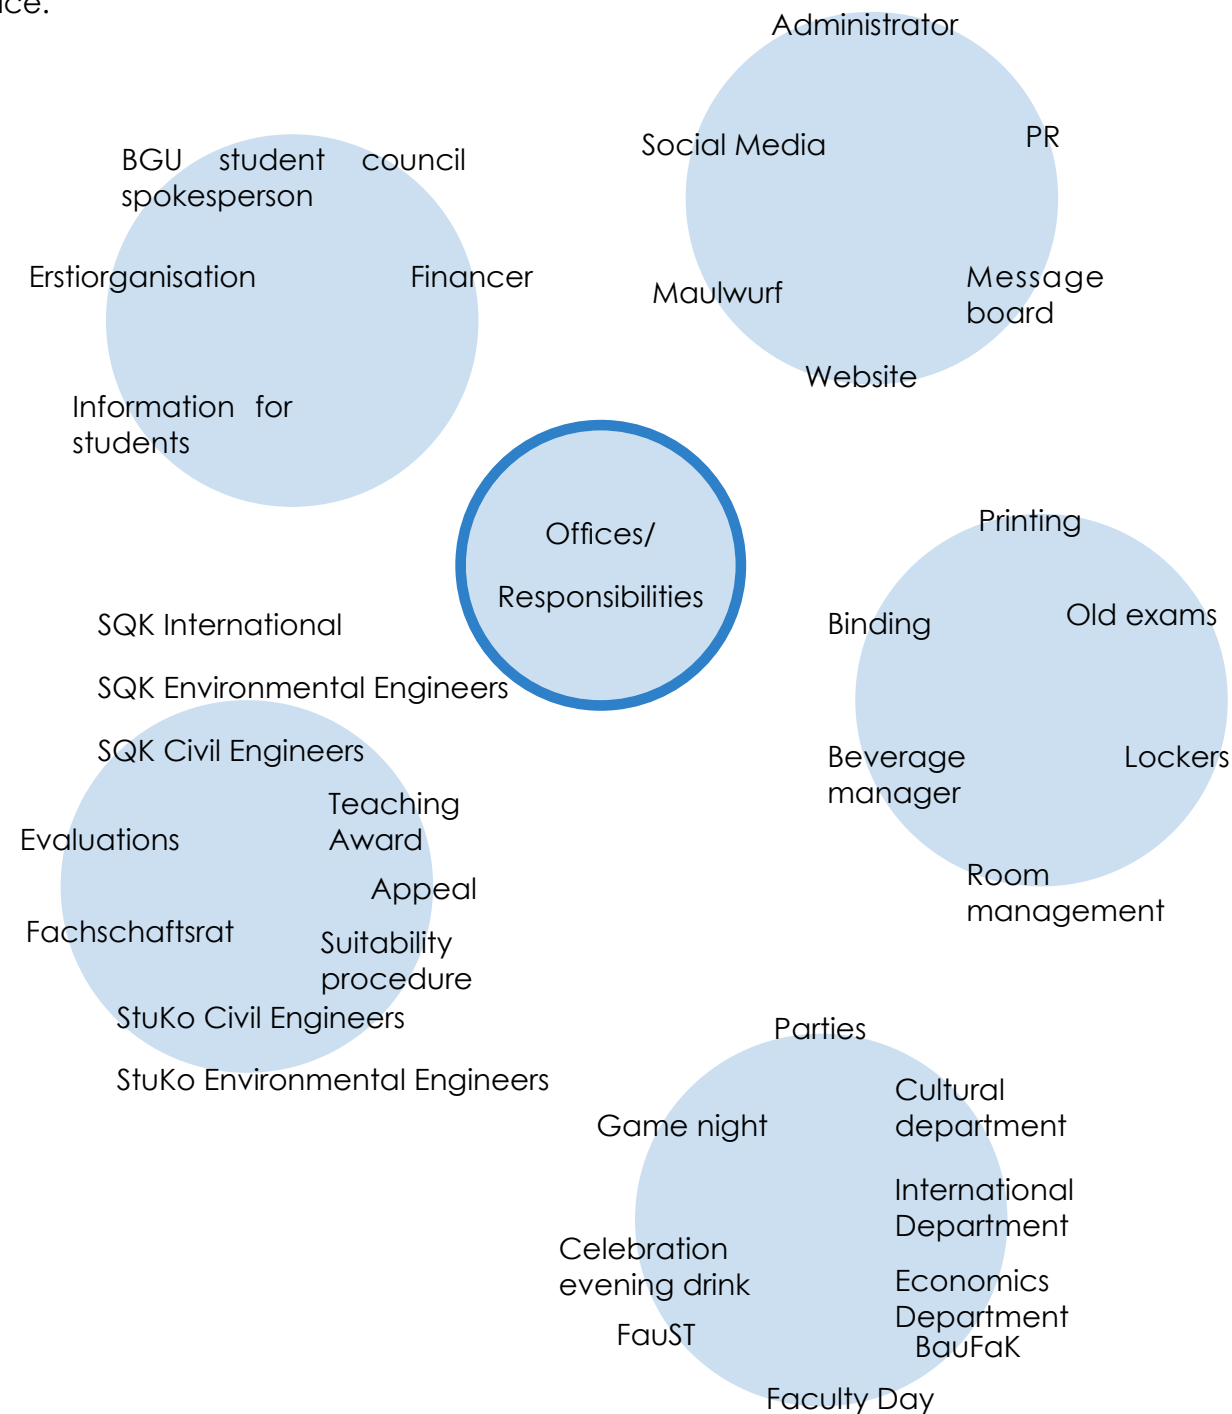 Administrator
Social Media
PR
BGU student council
spokesperson
Erstiorganisation
Financer
Maulwurf
Message
board
Website
Information for
students
Offices/
Responsibilities
Printing
Binding
Old exams
SQK International
SQK Environmental Engineers
SQK Civil Engineers
Beverage
manager
Lockers
Teaching
Award
Evaluations
Appeal
Room
management
Fachschaftsrat
Suitability
procedure
StuKo Civil Engineers
StuKo Environmental Engineers
Parties
Cultural
department
Game night
International
Department
Celebration
evening drink
Economics
Department
FauST
BauFaK
Faculty Day